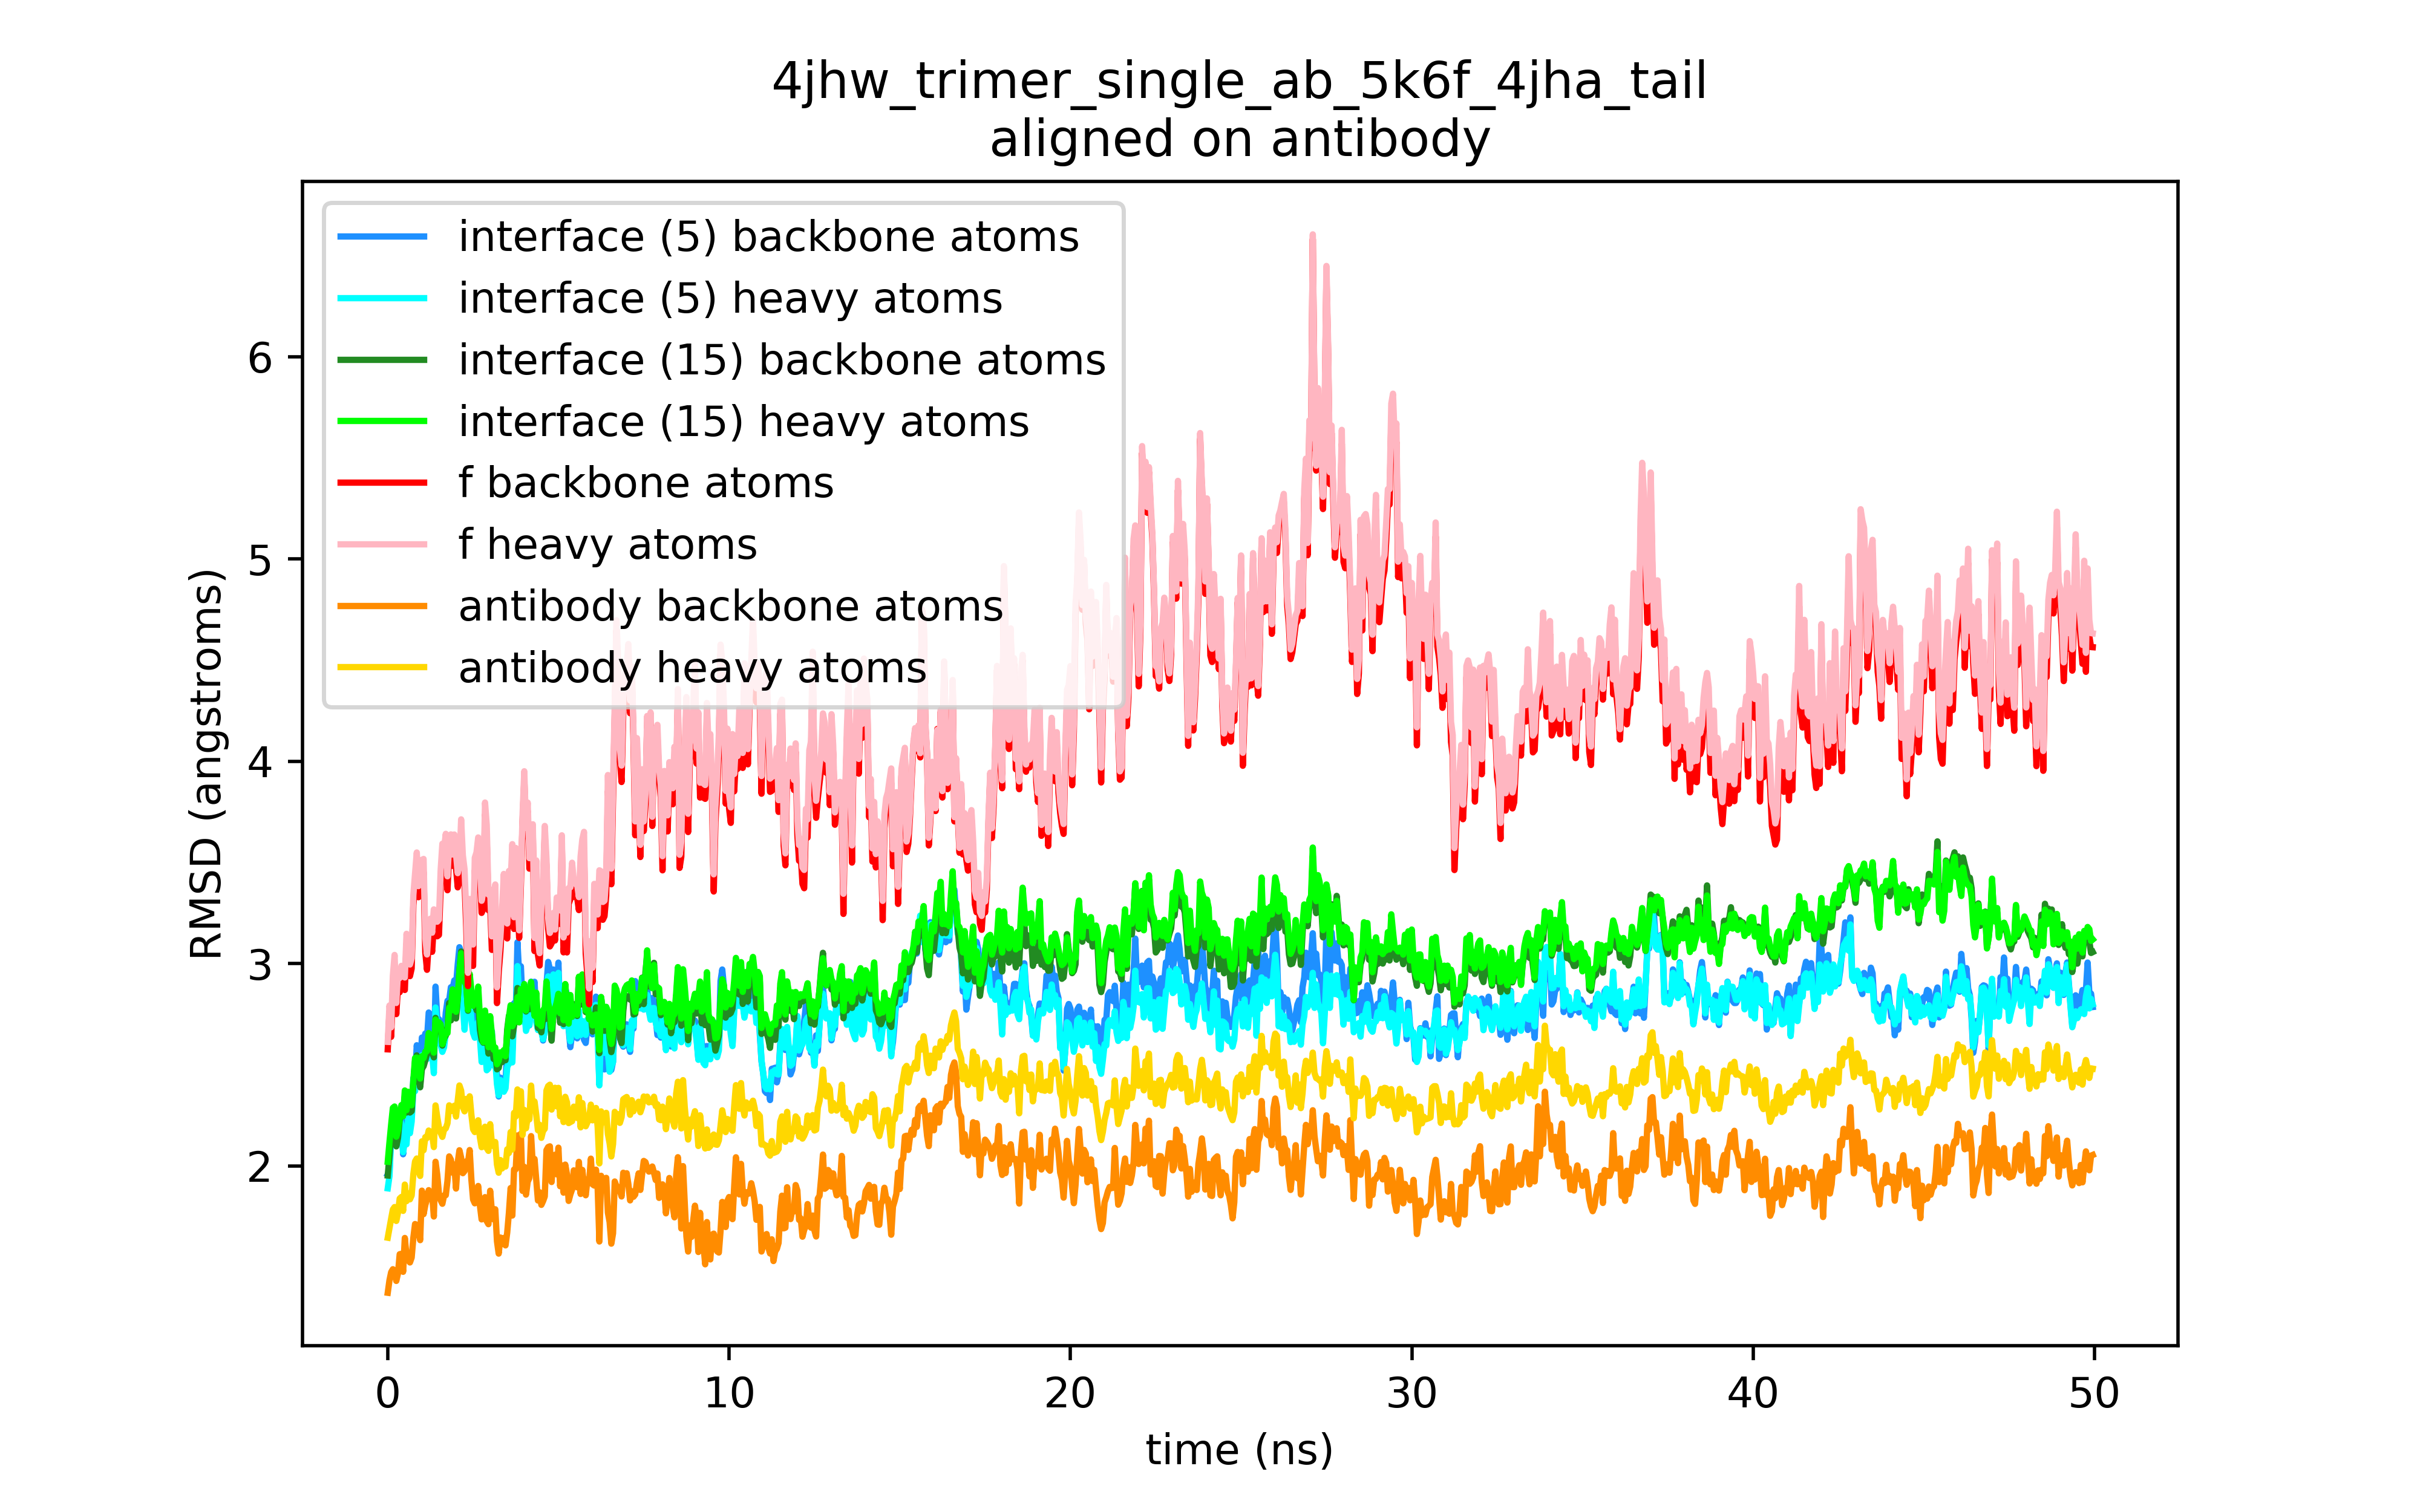 4jhw_trimer_single_ab_5k6f_4jha_tail
aligned on antibody
interface (5) backbone atoms
interface (5) heavy atoms
interface (15) backbone atoms
interface (15) heavy atoms
f backbone atoms
f heavy atoms
antibody backbone atoms
antibody heavy atoms
RMSD (angstroms)
6
5
4
3
2
0 10 20 30 40 50
time (ns)